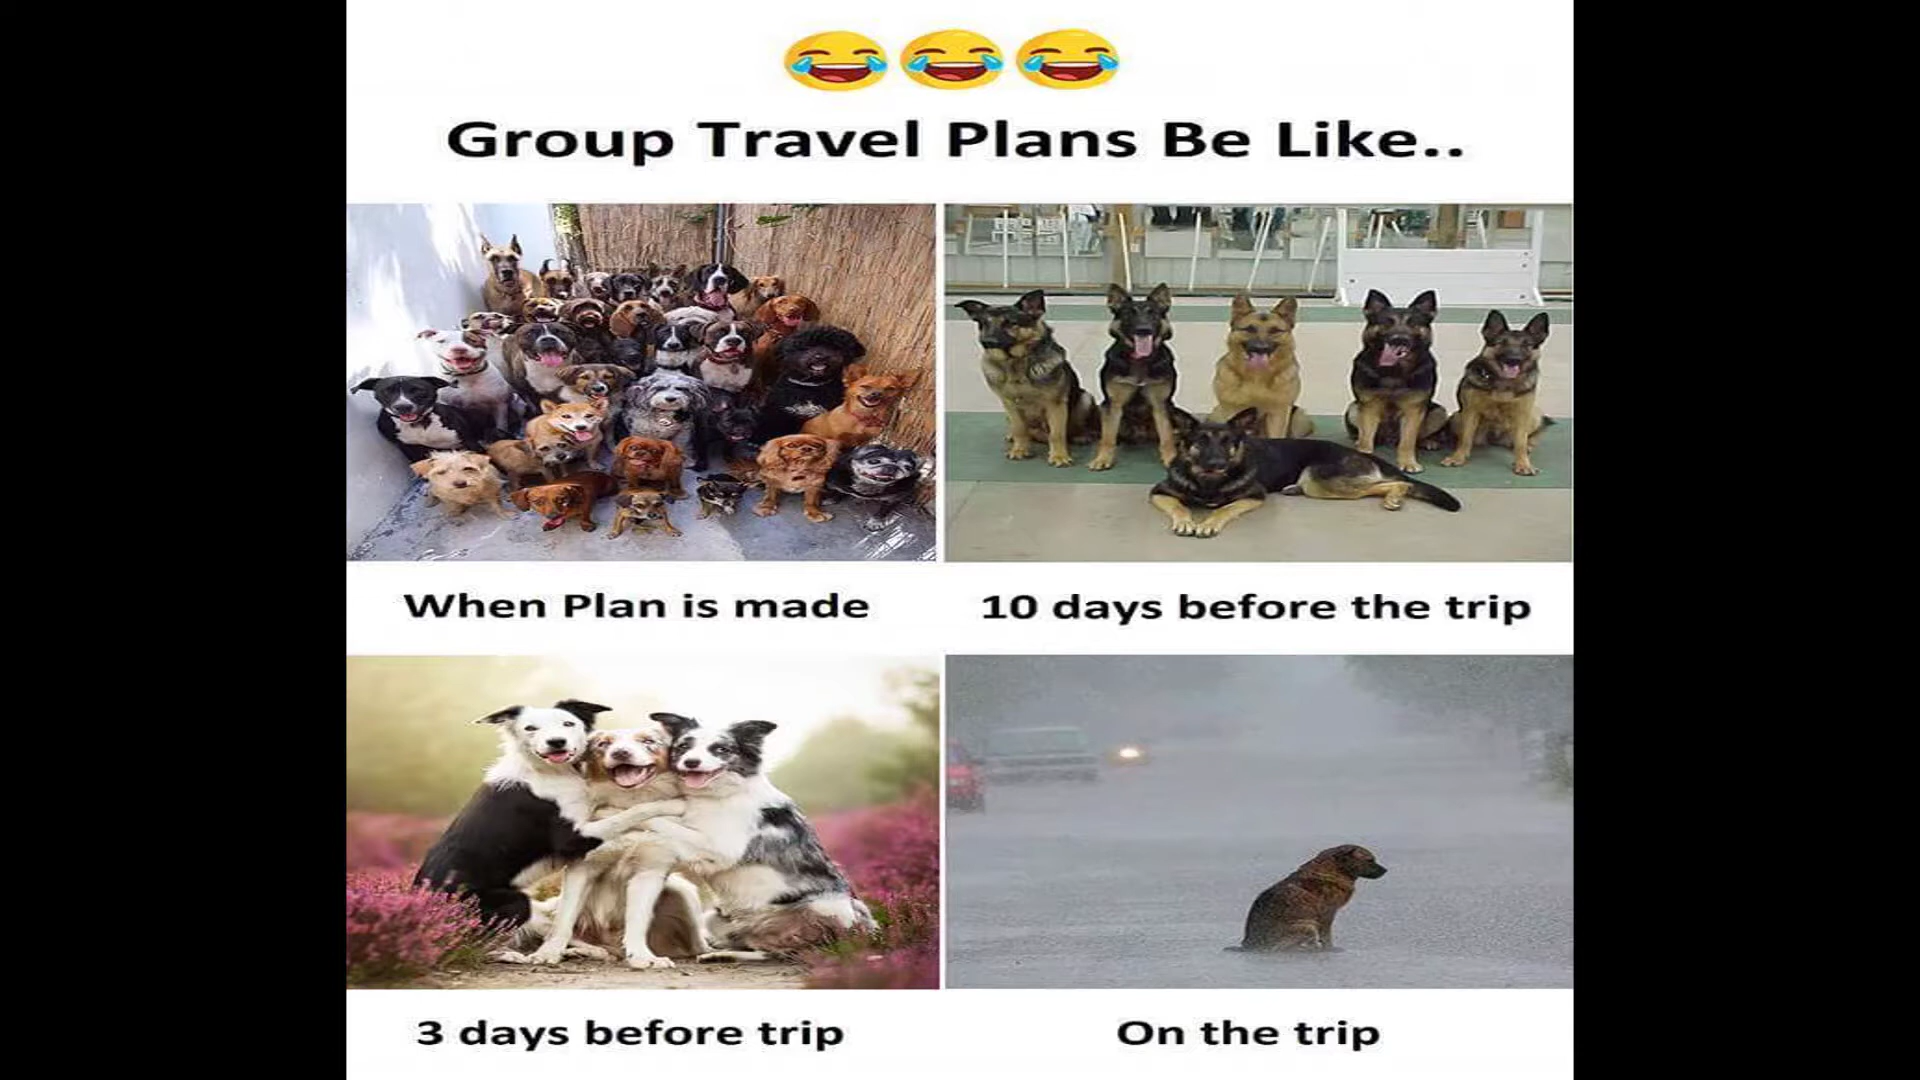 Group Travel Plans Be Like..
When Plan is made
10 days before the trip
3 days before trip
On the trip